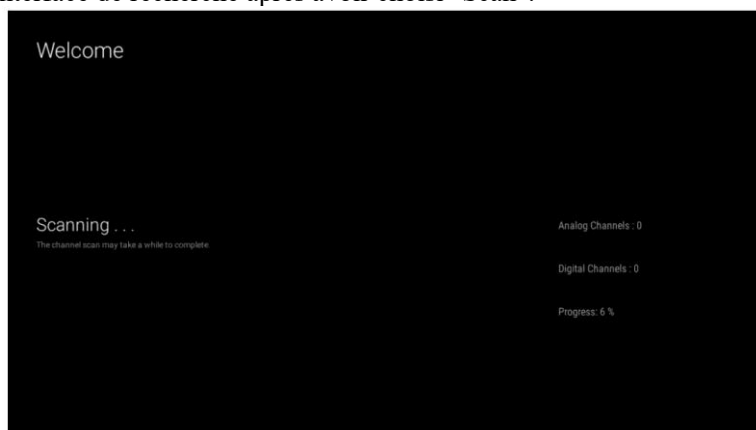 Welcome
Scanning . . .
The channel scan may take a while to complete.
Analog Channels : 0
Digital Channels : 0
Progress: 6 %